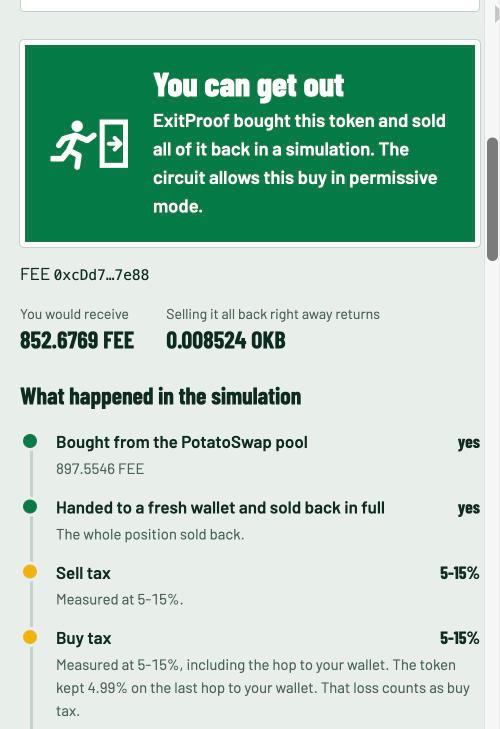 You can get out
ExitProof bought this token and sold
all of it back in a simulation. The
circuit allows this buy in permissive
mode.
FEE 0xcDd7…7e88
You would receive
852.6769 FEE
Selling it all back right away returns
0.008524 OKB
What happened in the simulation
Bought from the PotatoSwap pool yes
897.5546 FEE
Handed to a fresh wallet and sold back in full yes
The whole position sold back.
Sell tax 5-15%
Measured at 5-15%.
Buy tax 5-15%
Measured at 5-15%, including the hop to your wallet. The token
kept 4.99% on the last hop to your wallet. That loss counts as buy
tax.